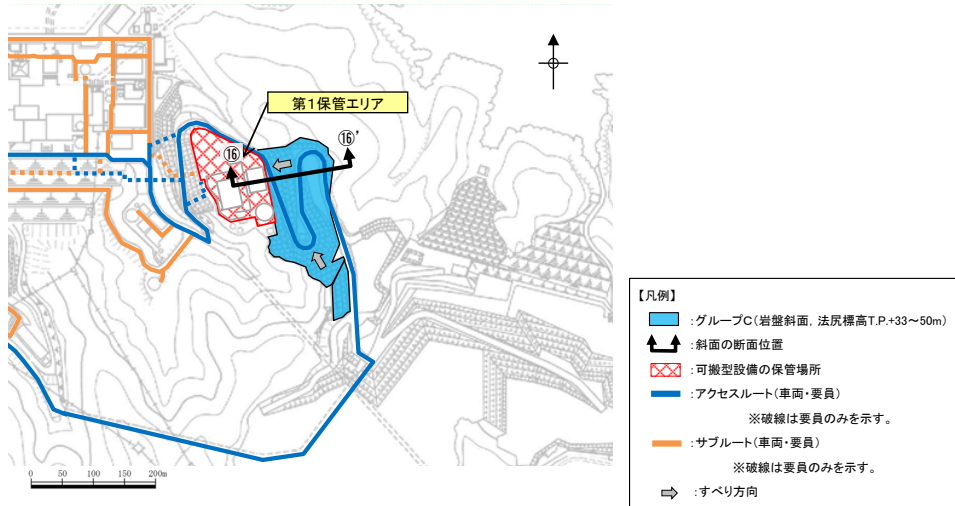 第1保管エリア
⑯
⑯'
0 50 100 150 200m
【凡例】
:グループC(岩盤斜面, 法尻標高T.P.+33~50m)
:斜面の断面位置
:可搬型設備の保管場所
:アクセスルート(車両・要員)
※破線は要員のみを示す。
:サブルート(車両・要員)
※破線は要員のみを示す。
:すべり方向